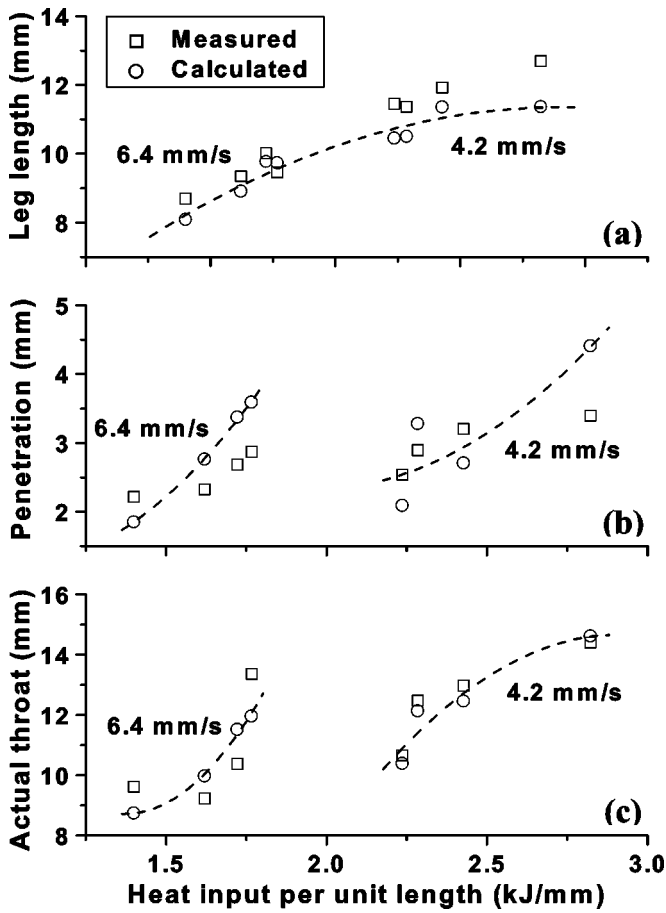 Measured
Calculated
Leg length (mm)
14
12
10
8
6.4 mm/s
4.2 mm/s
(a)
Penetration (mm)
5
4
3
2
6.4 mm/s
4.2 mm/s
(b)
Actual throat (mm)
16
14
12
10
8
6.4 mm/s
4.2 mm/s
(c)
1.5 2.0 2.5 3.0
Heat input per unit length (kJ/mm)